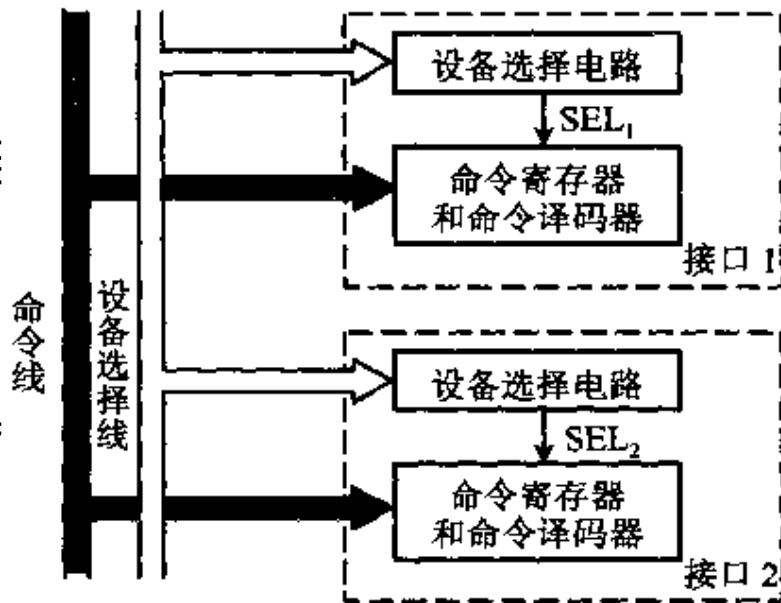 设备选择电路
SEL₁
命令寄存器
和命令译码器
接口 1
命令线
设备选择线
设备选择电路
SEL₂
命令寄存器
和命令译码器
接口 2